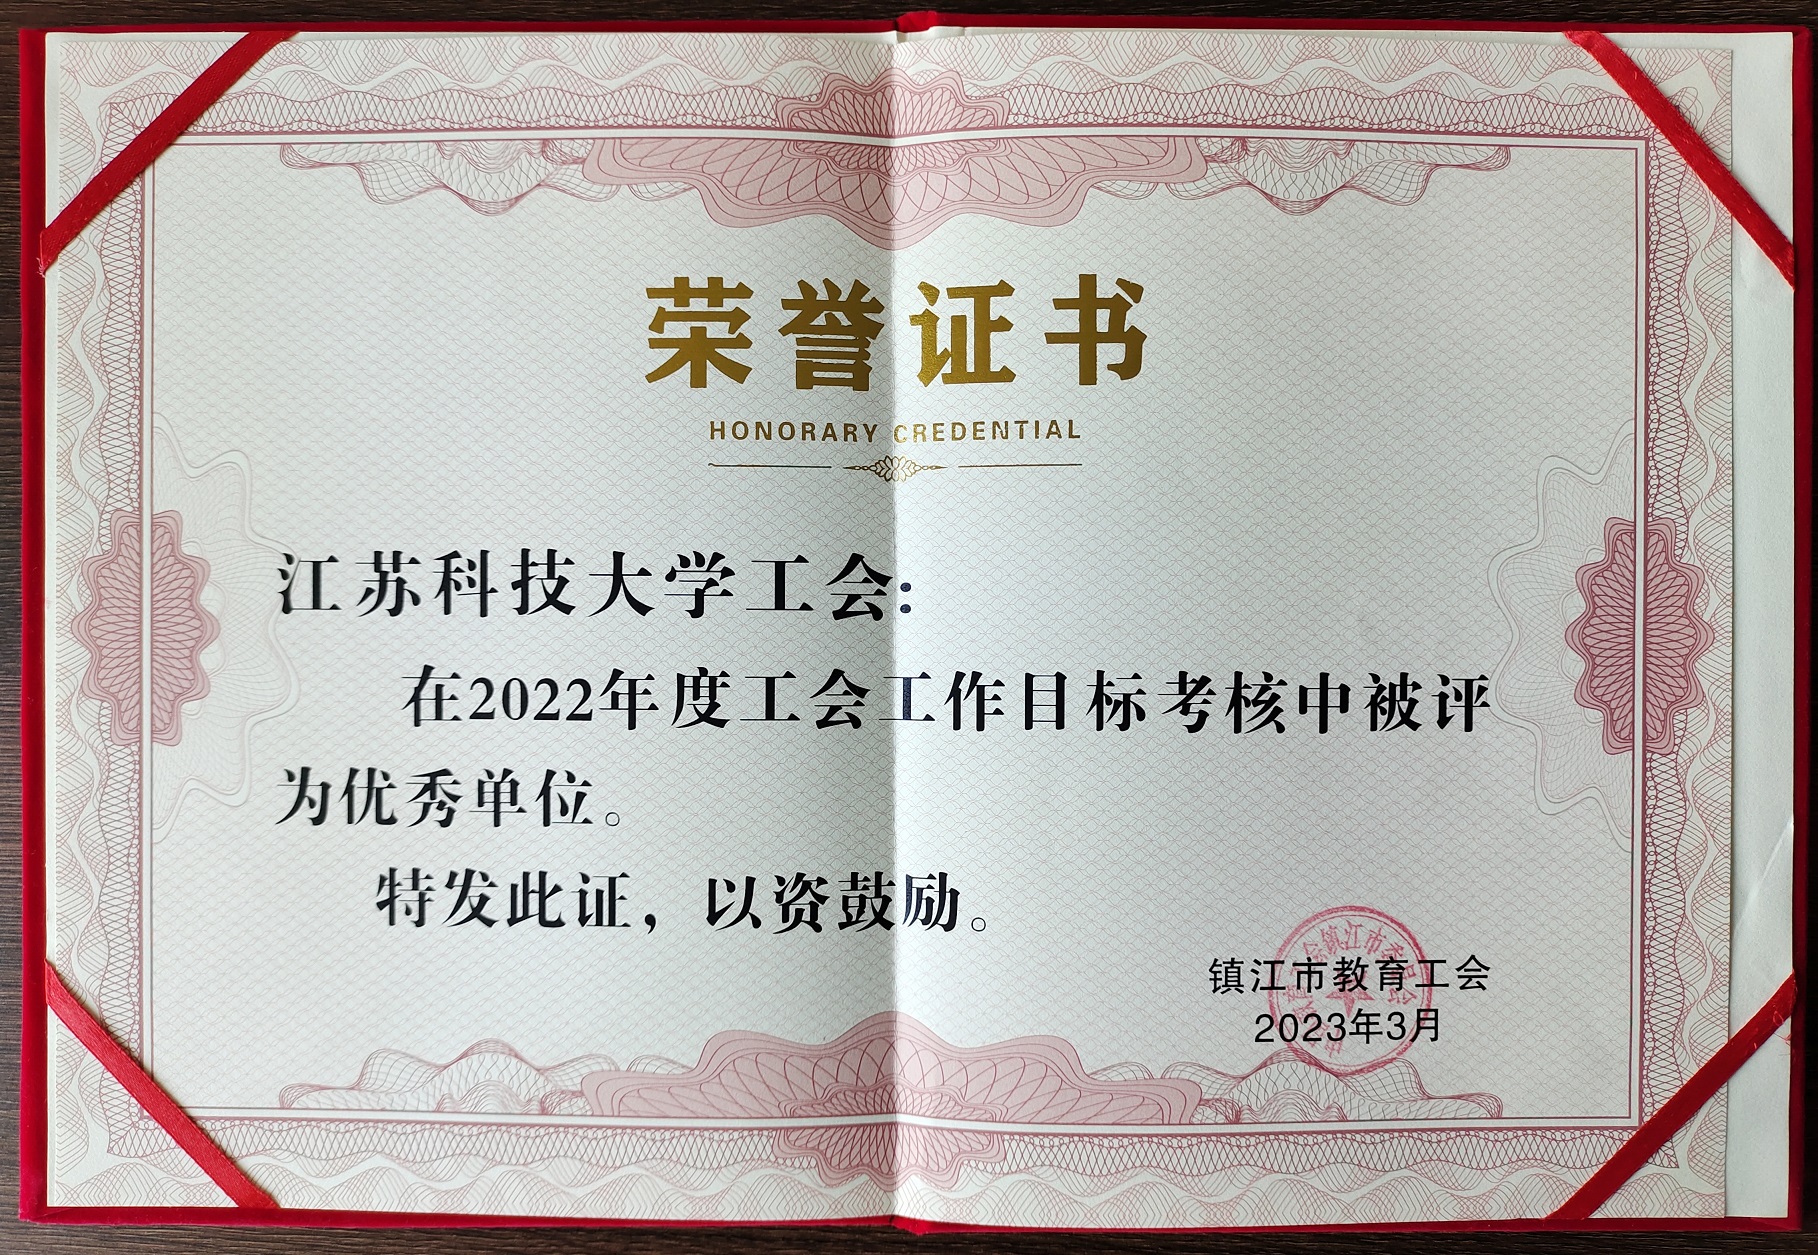 荣誉证书
HONORARY CREDENTIAL
江苏科技大学工会:
在2022年度工会工作目标考核中被评
为优秀单位。
特发此证，以资鼓励。
镇江市教育工会
2023年3月